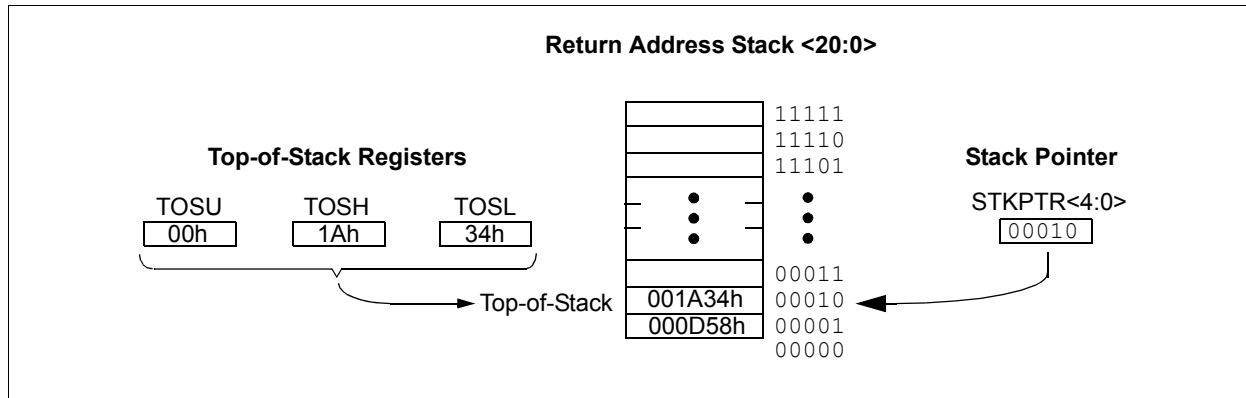 Return Address Stack <20:0>
11111
11110
Top-of-Stack Registers
11101
Stack Pointer
TOSU TOSH TOSL
STKPTR<4:0>
00h 1Ah 34h
00010
00011
Top-of-Stack 001A34h 00010
000D58h 00001
00000